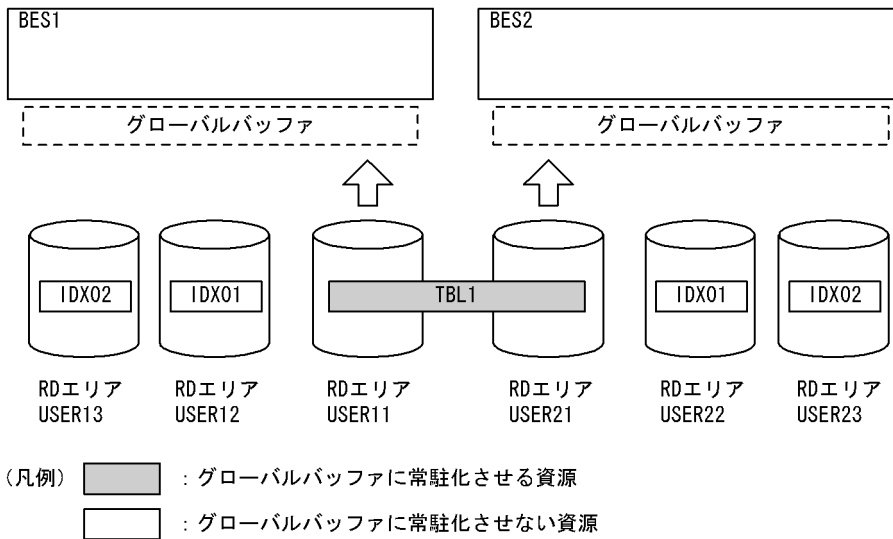 BES1
BES2
グローバルバッファ
グローバルバッファ
IDX02
IDX01
TBL1
IDX01
IDX02
RDエリア
USER13
RDエリア
USER12
RDエリア
USER11
RDエリア
USER21
RDエリア
USER22
RDエリア
USER23
(凡例)
：グローバルバッファに常駐化させる資源
：グローバルバッファに常駐化させない資源